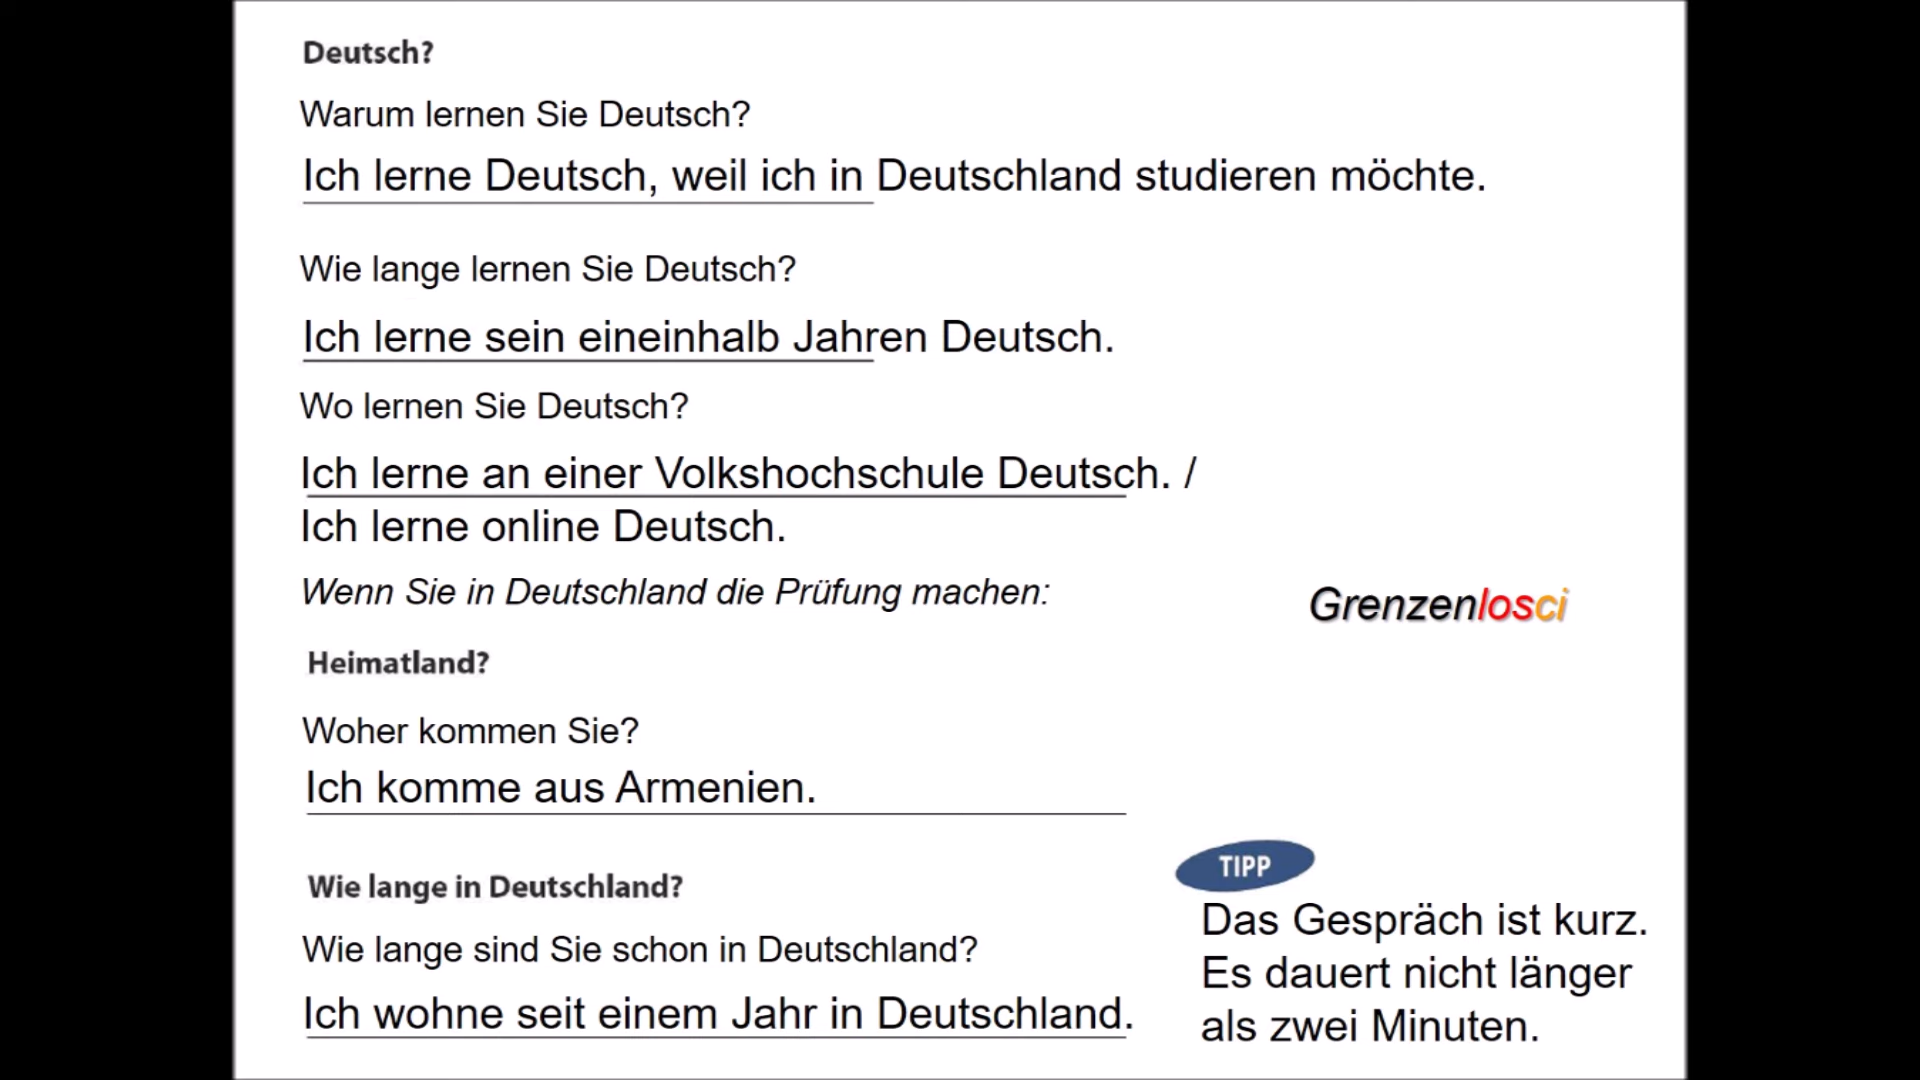 Deutsch?
Warum lernen Sie Deutsch?
Ich lerne Deutsch, weil ich in Deutschland studieren möchte.
Wie lange lernen Sie Deutsch?
Ich lerne sein eineinhalb Jahren Deutsch.
Wo lernen Sie Deutsch?
Ich lerne an einer Volkshochschule Deutsch. /
Ich lerne online Deutsch.
Wenn Sie in Deutschland die Prüfung machen:
Grenzenlosci
Heimatland?
Woher kommen Sie?
Ich komme aus Armenien.
Wie lange in Deutschland?
Wie lange sind Sie schon in Deutschland?
Ich wohne seit einem Jahr in Deutschland.
TIPP
Das Gespräch ist kurz.
Es dauert nicht länger
als zwei Minuten.